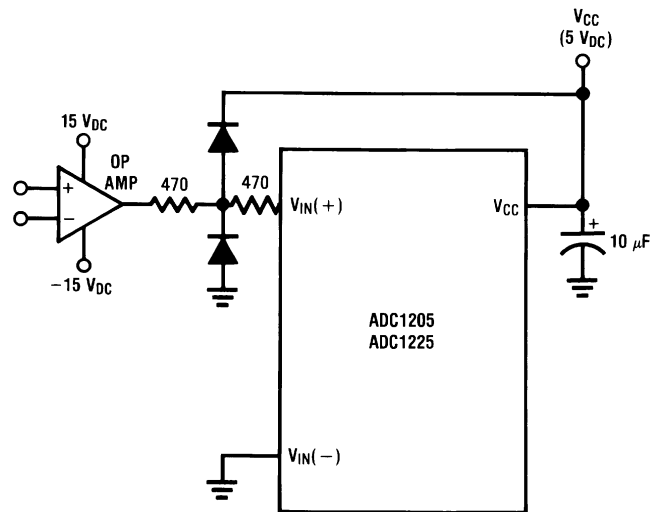 VCC
(5 VDC)
15 VDC
OP
AMP
470
470
+
−
−15 VDC
VIN(+)
VCC
+
10 μF
ADC1205
ADC1225
VIN(−)